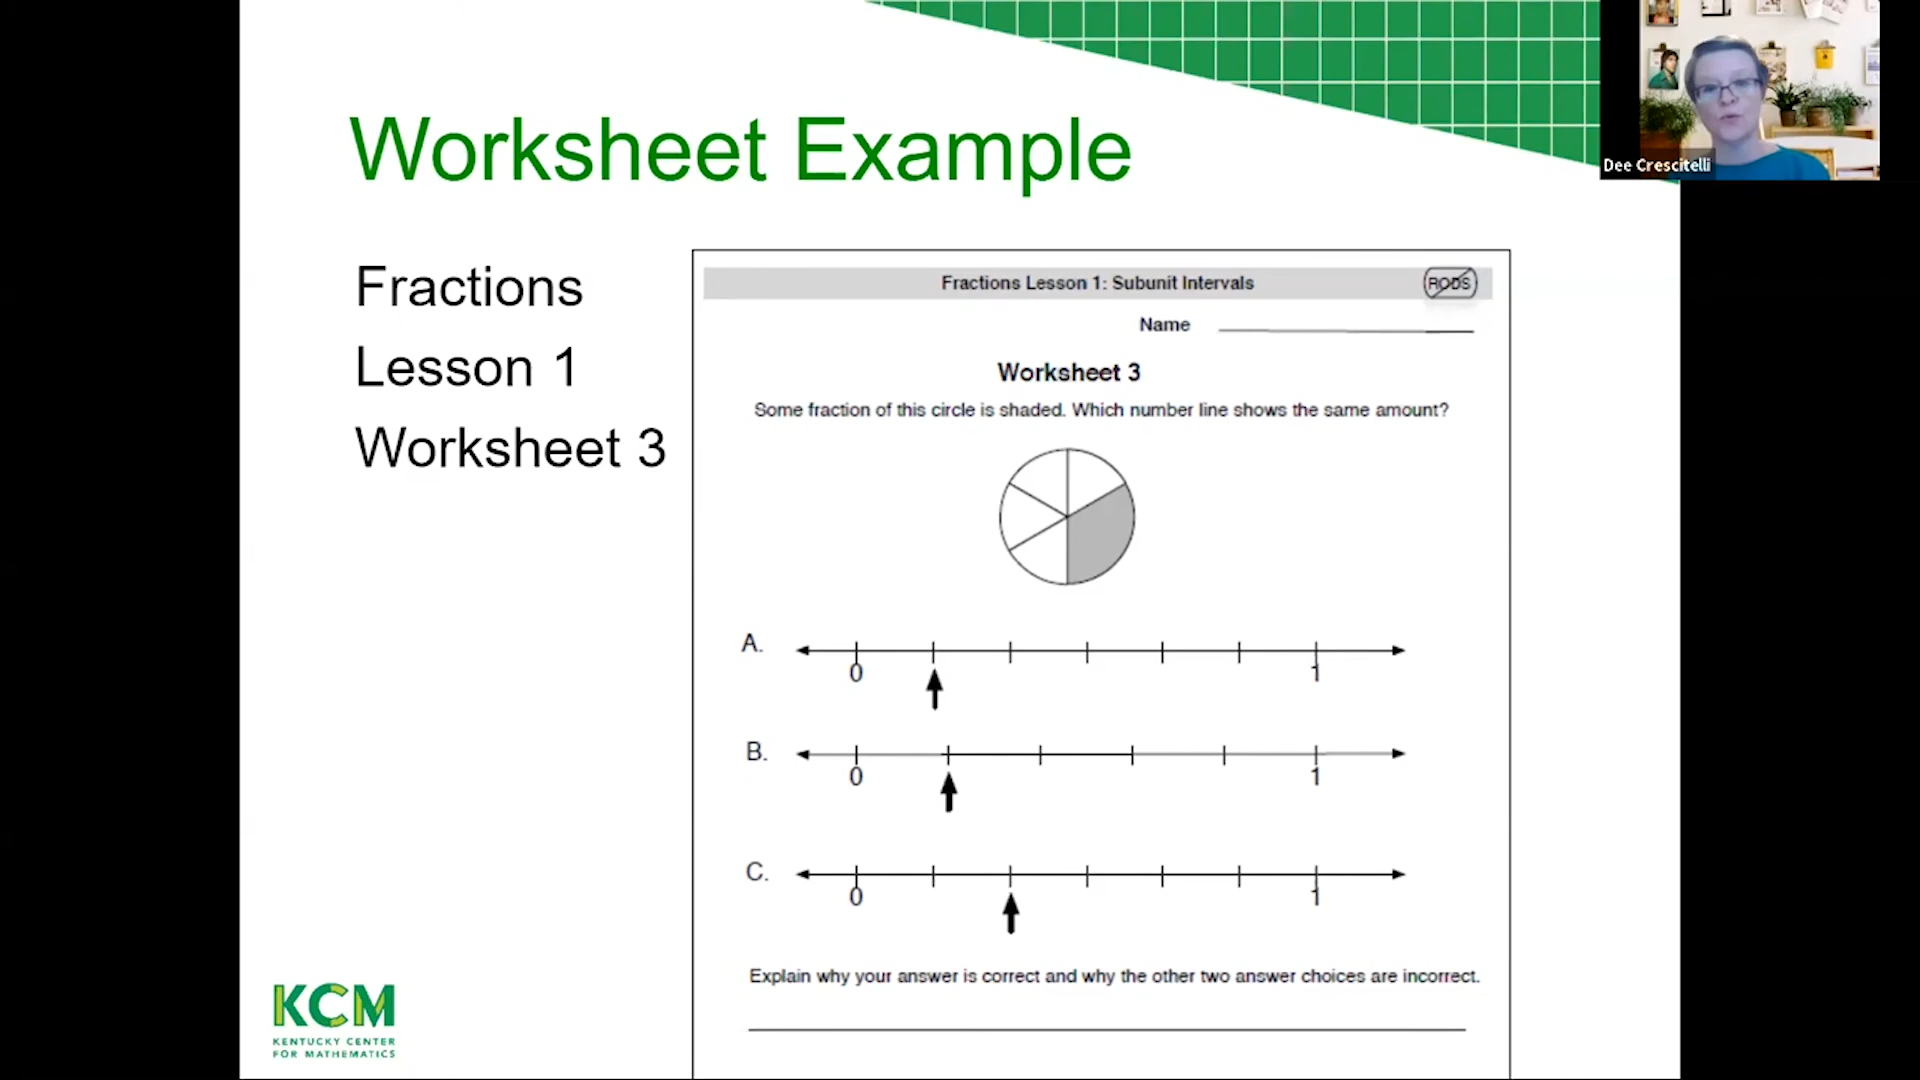 Worksheet Example
Dee Crescitelli
Fractions
Lesson 1
Worksheet 3
Fractions Lesson 1: Subunit Intervals
RODS
Name
Worksheet 3
Some fraction of this circle is shaded. Which number line shows the same amount?
A.
0 1
B.
0 1
C.
0 1
Explain why your answer is correct and why the other two answer choices are incorrect.
KCM
KENTUCKY CENTER
FOR MATHEMATICS